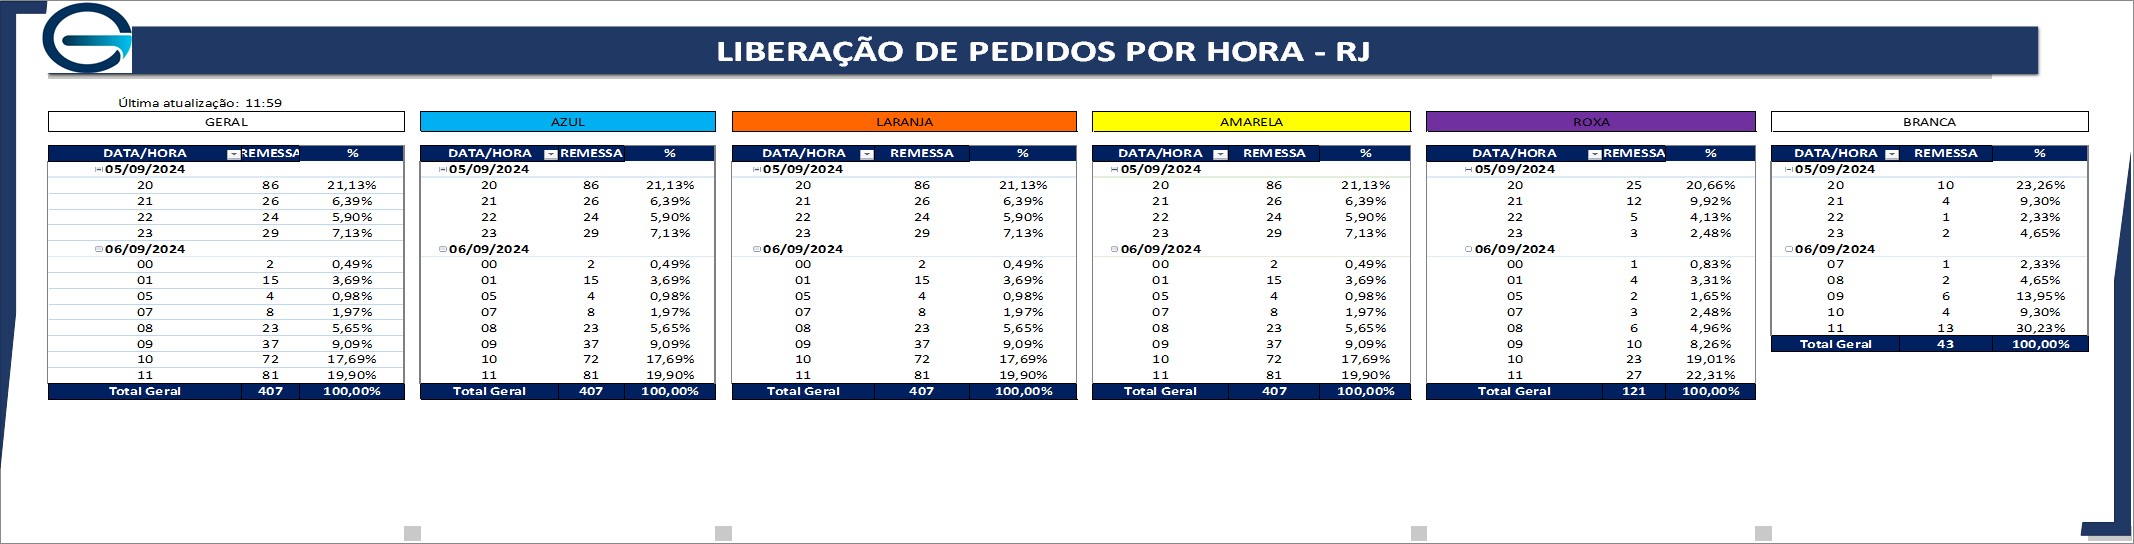 LIBERAÇÃO DE PEDIDOS POR HORA - RJ
Última atualização: 11:59
GERAL AZUL LARANJA AMARELA ROXA BRANCA
DATA/HORA REMESSA % DATA/HORA REMESSA % DATA/HORA REMESSA % DATA/HORA REMESSA % DATA/HORA REMESSA % DATA/HORA REMESSA %
05/09/2024 05/09/2024 05/09/2024 05/09/2024 05/09/2024 05/09/2024
20 86 21,13% 20 86 21,13% 20 86 21,13% 20 86 21,13% 20 25 20,66% 20 10 23,26%
21 26 6,39% 21 26 6,39% 21 26 6,39% 21 26 6,39% 21 12 9,92% 21 4 9,30%
22 24 5,90% 22 24 5,90% 22 24 5,90% 22 24 5,90% 22 5 4,13% 22 1 2,33%
23 29 7,13% 23 29 7,13% 23 29 7,13% 23 29 7,13% 23 3 2,48% 23 2 4,65%
06/09/2024 06/09/2024 06/09/2024 06/09/2024 06/09/2024 06/09/2024
00 2 0,49% 00 2 0,49% 00 2 0,49% 00 2 0,49% 00 1 0,83% 07 1 2,33%
01 15 3,69% 01 15 3,69% 01 15 3,69% 01 15 3,69% 01 4 3,31% 08 2 4,65%
05 4 0,98% 05 4 0,98% 05 4 0,98% 05 4 0,98% 05 2 1,65% 09 6 13,95%
07 8 1,97% 07 8 1,97% 07 8 1,97% 07 8 1,97% 07 3 2,48% 10 4 9,30%
08 23 5,65% 08 23 5,65% 08 23 5,65% 08 23 5,65% 08 6 4,96% 11 13 30,23%
09 37 9,09% 09 37 9,09% 09 37 9,09% 09 37 9,09% 09 10 8,26% Total Geral 43 100,00%
10 72 17,69% 10 72 17,69% 10 72 17,69% 10 72 17,69% 10 23 19,01%
11 81 19,90% 11 81 19,90% 11 81 19,90% 11 81 19,90% 11 27 22,31%
Total Geral 407 100,00% Total Geral 407 100,00% Total Geral 407 100,00% Total Geral 407 100,00% Total Geral 121 100,00%